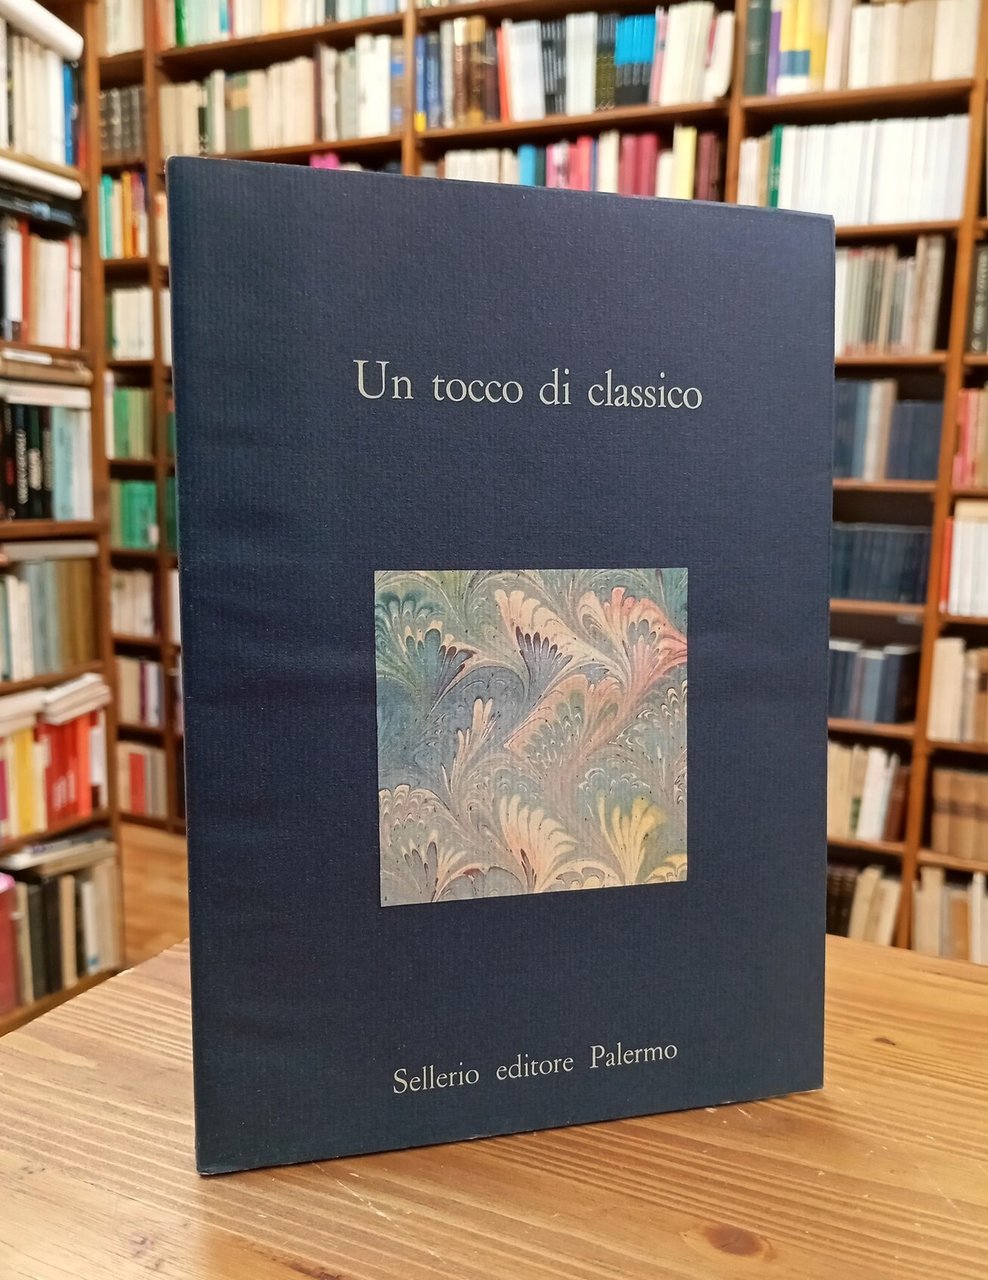 Un tocco di classico
Sellerio editore Palermo